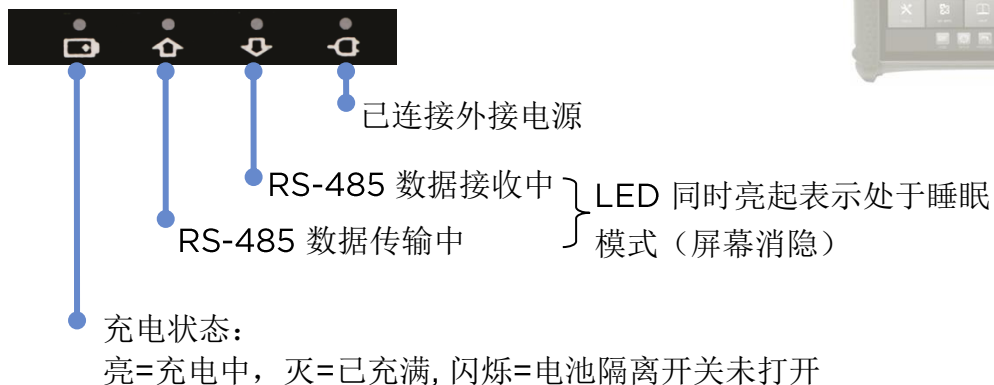 已连接外接电源
RS-485 数据接收中
RS-485 数据传输中
LED 同时亮起表示处于睡眠
模式（屏幕消隐）
充电状态：
亮=充电中，灭=已充满, 闪烁=电池隔离开关未打开